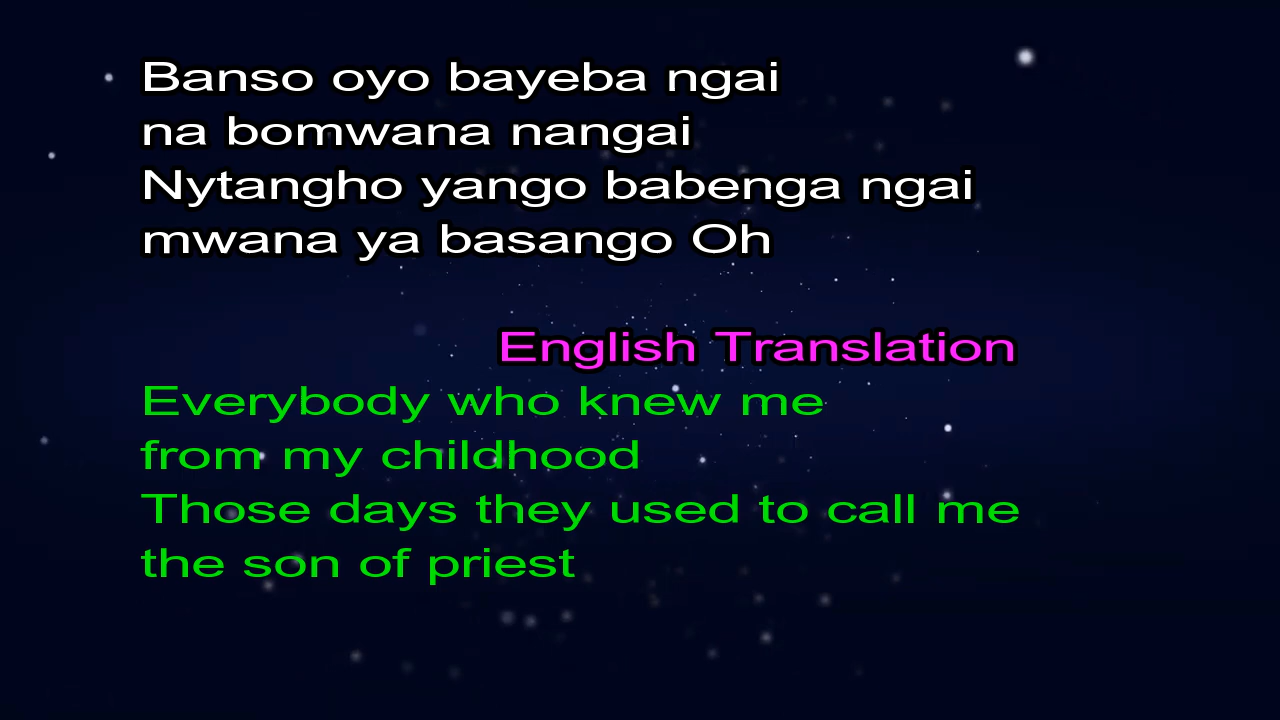 Banso oyo bayeba ngai
na bomwana nangai
Nytangho yango babenga ngai
mwana ya basango Oh
English Translation
Everybody who knew me
from my childhood
Those days they used to call me
the son of priest